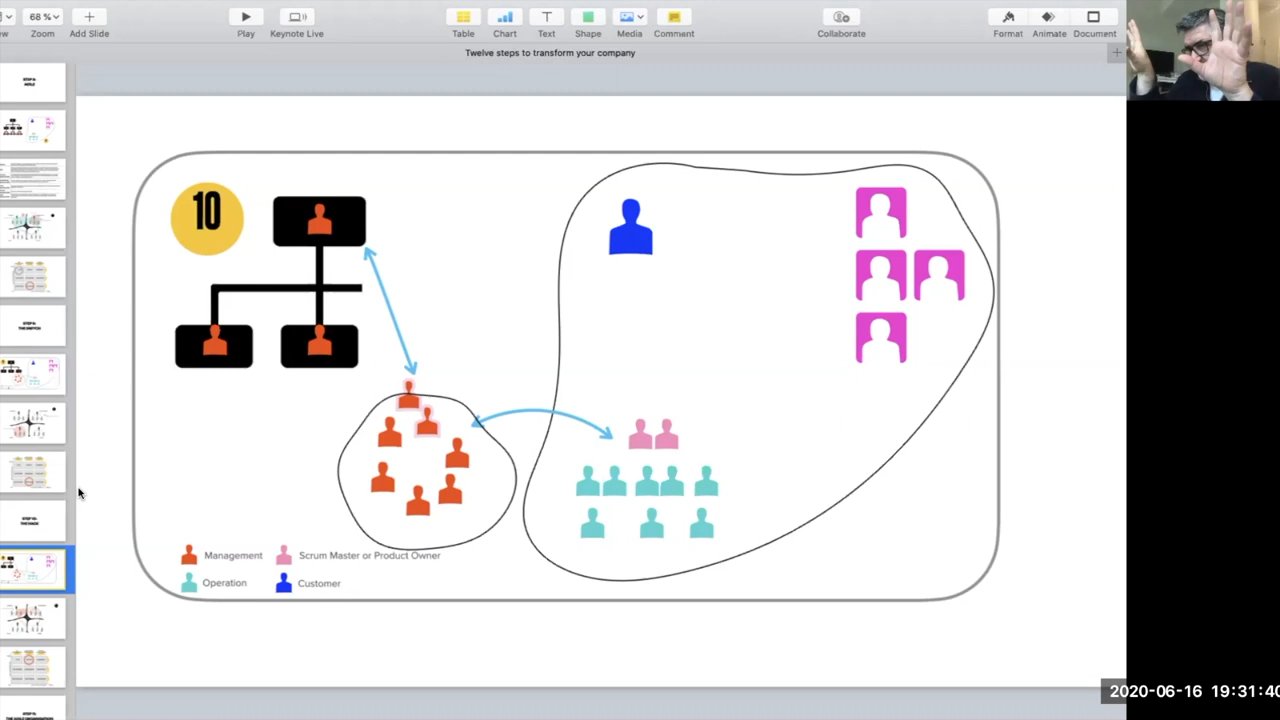 68 %
Zoom
Add Slide
Play
Keynote Live
Table
Chart
Text
Shape
Media
Comment
Collaborate
Format
Animate
Document
Twelve steps to transform your company
10
Management
Scrum Master or Product Owner
Operation
Customer
2020-06-16 19:31:40